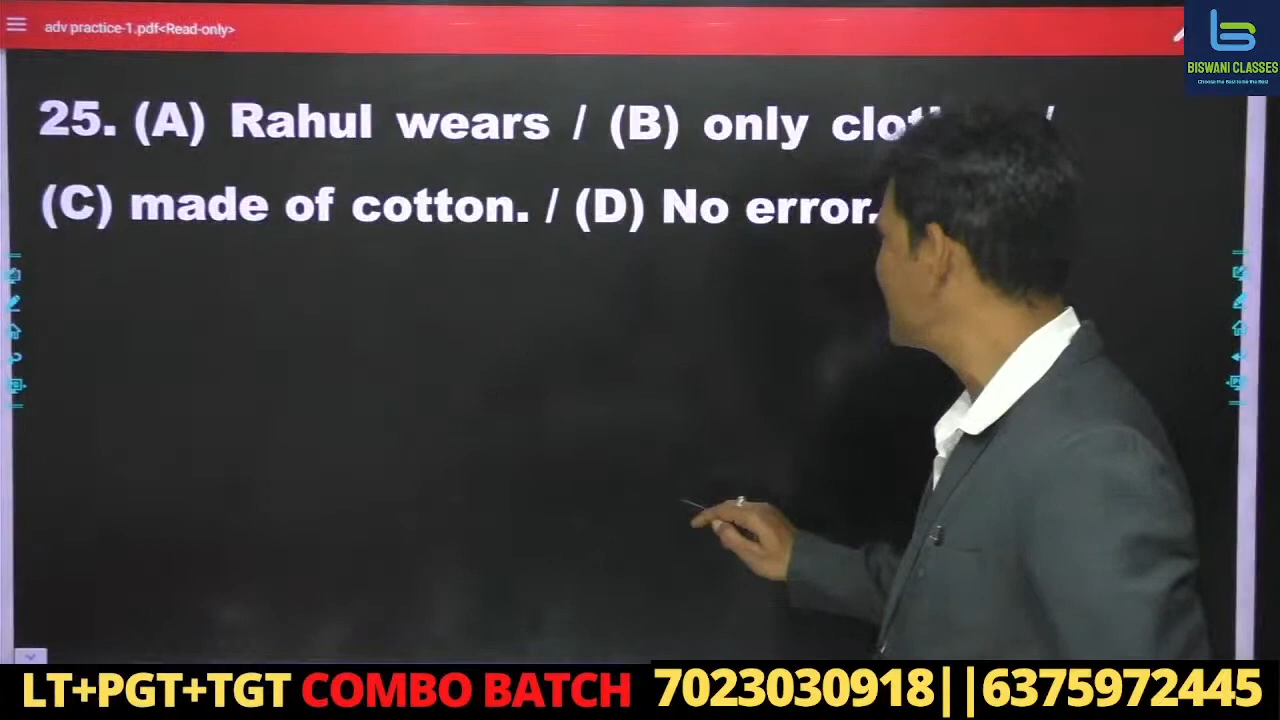 adv practice-1.pdf<Read-only>
BISWANI CLASSES
25. (A) Rahul wears / (B) only /
(C) made of cotton. / (D) No error.
LT+PGT+TGT COMBO BATCH 7023030918||6375972445